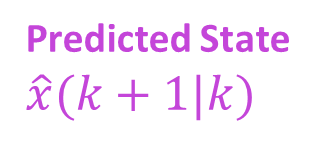 Predicted State
x̂(k + 1|k)